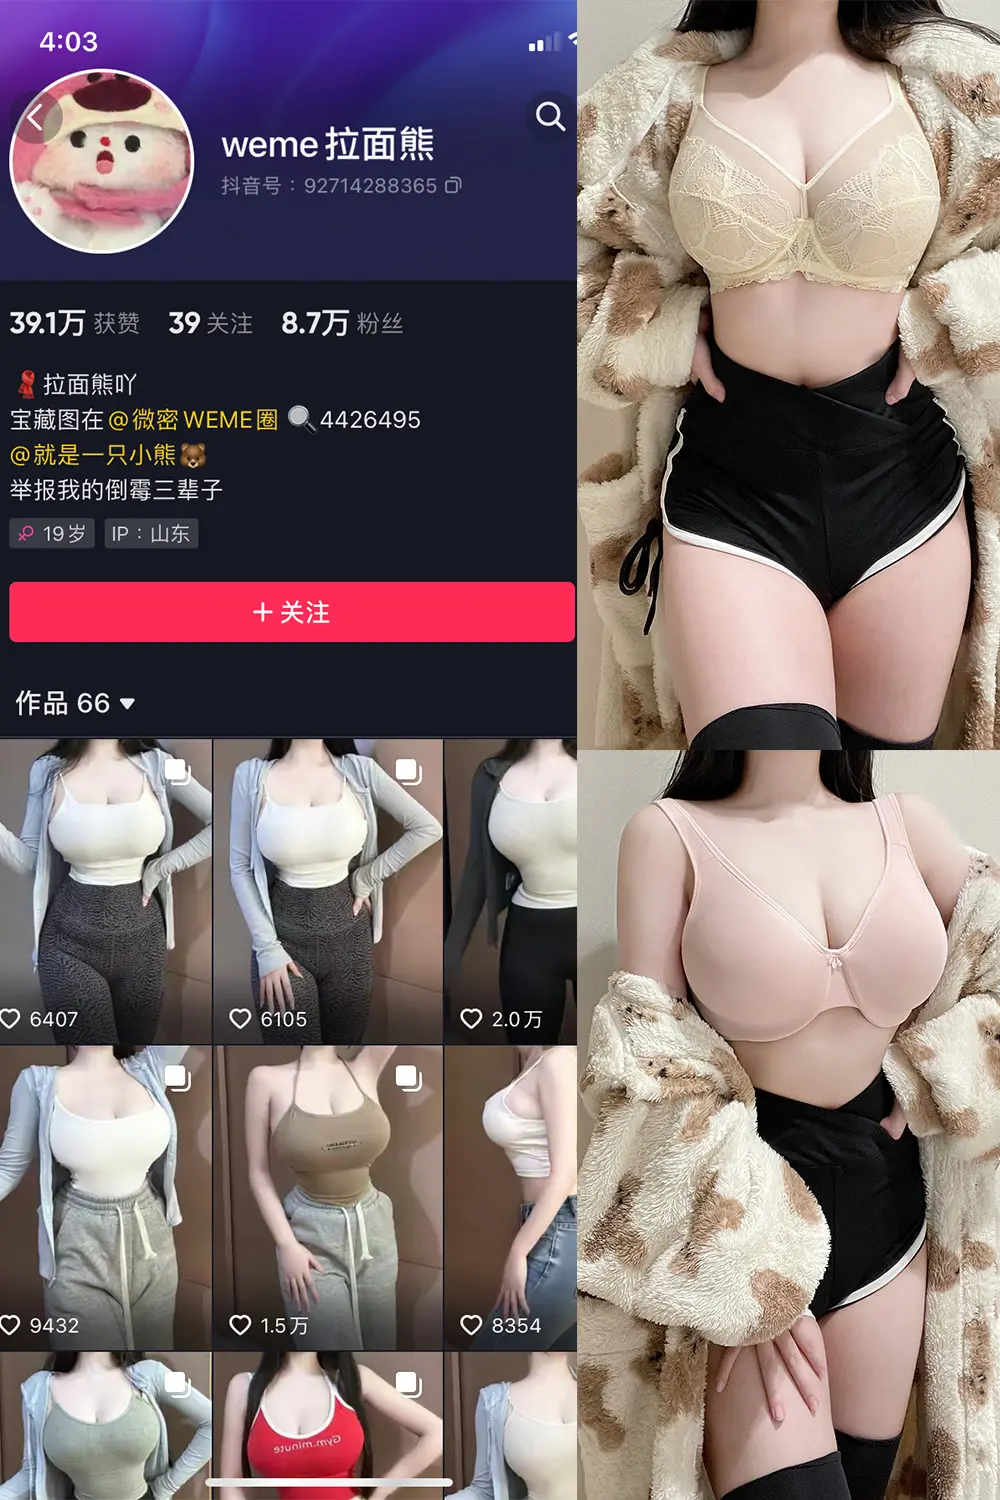 4:03
weme拉面熊
抖音号：92714288365
39.1万 获赞 39 关注 8.7万 粉丝
拉面熊吖
宝藏图在 @微密WEME圈 4426495
@就是一只小熊
举报我的倒霉三辈子
19岁 IP：山东
+ 关注
作品 66
6407 6105 2.0万
9432 1.5万 8354
Gym.minute